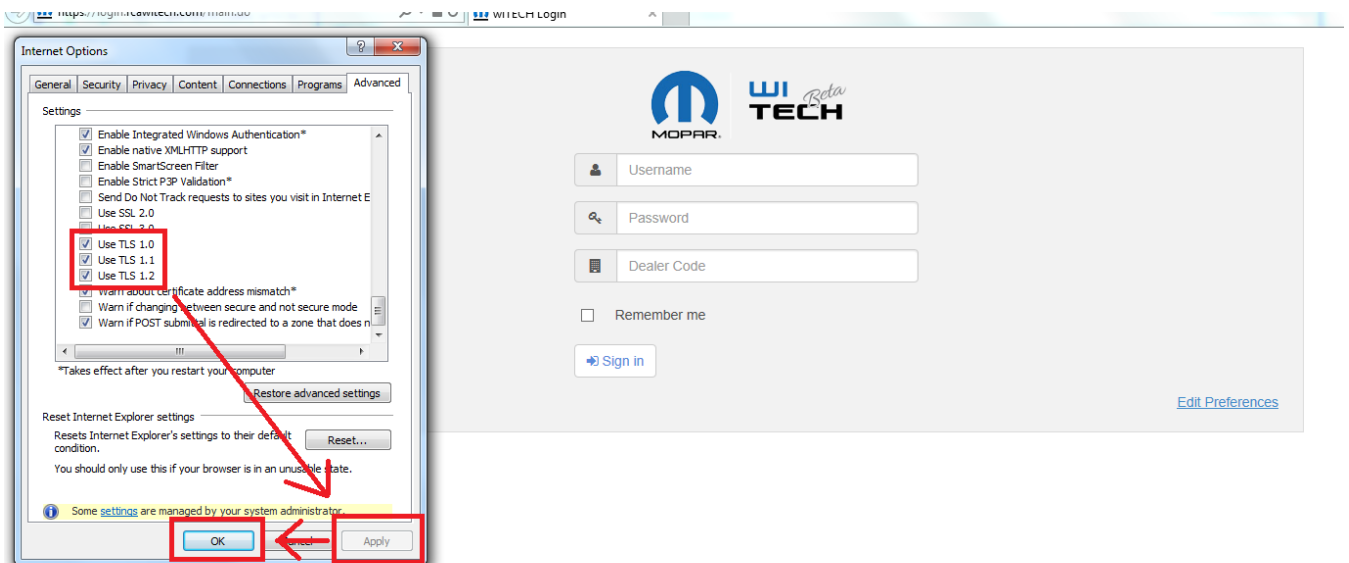 https://login.fcawitech.com/main.do
wiTECH Login
Internet Options
General Security Privacy Content Connections Programs Advanced
Settings
Enable Integrated Windows Authentication*
Enable native XMLHTTP support
Enable SmartScreen Filter
Enable Strict P3P Validation*
Send Do Not Track requests to sites you visit in Internet E
Use SSL 2.0
Use SSL 3.0
Use TLS 1.0
Use TLS 1.1
Use TLS 1.2
Warn about certificate address mismatch*
Warn if changing between secure and not secure mode
Warn if POST submittal is redirected to a zone that does n
*Takes effect after you restart your computer
Restore advanced settings
Reset Internet Explorer settings
Resets Internet Explorer's settings to their default
condition.
Reset...
You should only use this if your browser is in an unusable state.
Some settings are managed by your system administrator.
OK
Cancel
Apply
MOPAR.
WI
TECH
Beta
Username
Password
Dealer Code
Remember me
Sign in
Edit Preferences